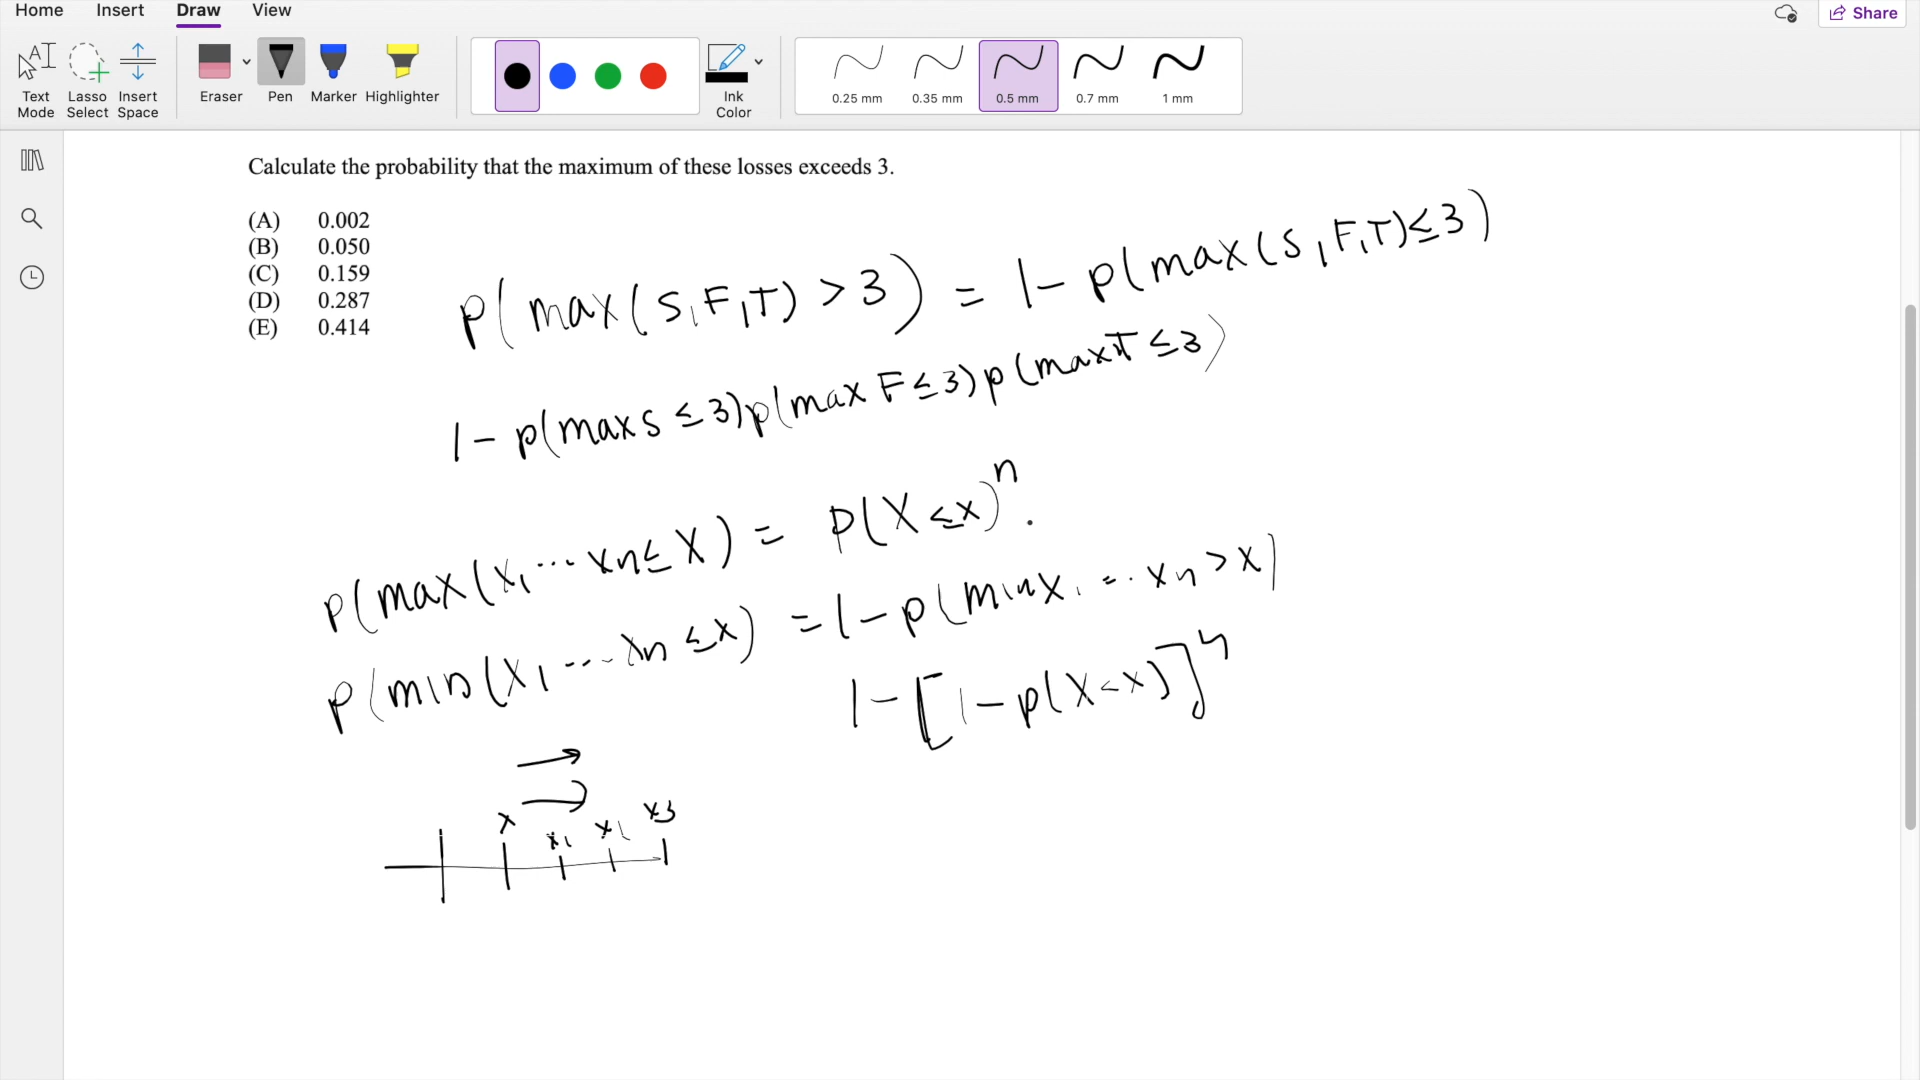 Home Insert Draw View Share
Text Mode Lasso Select Insert Space Eraser Pen Marker Highlighter Ink Color 0.25 mm 0.35 mm 0.5 mm 0.7 mm 1 mm
Calculate the probability that the maximum of these losses exceeds 3.
(A) 0.002
(B) 0.050
(C) 0.159
(D) 0.287
(E) 0.414
p(max(S,F,T) > 3) = 1 - p(max(S,F,T) ≤ 3)
1 - p(max S ≤ 3)p(max F ≤ 3)p(max T ≤ 3)
p(max(x1 ... xn ≤ X) = P(X ≤ x)^n.
p(min(x1 ... xn ≤ x) = 1 - p(min x1 ... xn > x)
1 - [1 - p(X < x)]^n
x x1 x3